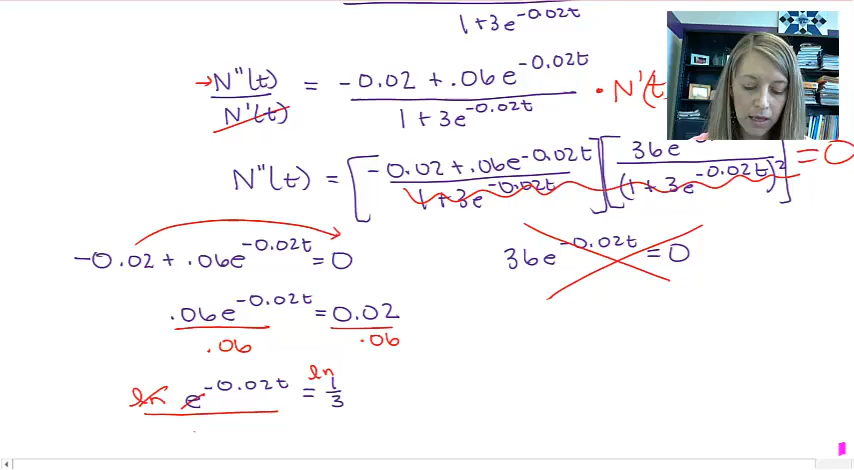 1+3e^-0.02t
→N"(t)/N'(t) = -0.02+.06e^-0.02t / 1+3e^-0.02t • N'(t
N"(t) = [-0.02+.06e^-0.02t / 1+3e^-0.02t][36e^- / (1+3e^-0.02t)^2] = 0
-0.02+.06e^-0.02t = 0
36e^-0.02t = 0
.06e^-0.02t / .06 = 0.02 / .06
ln e^-0.02t = ln 1/3